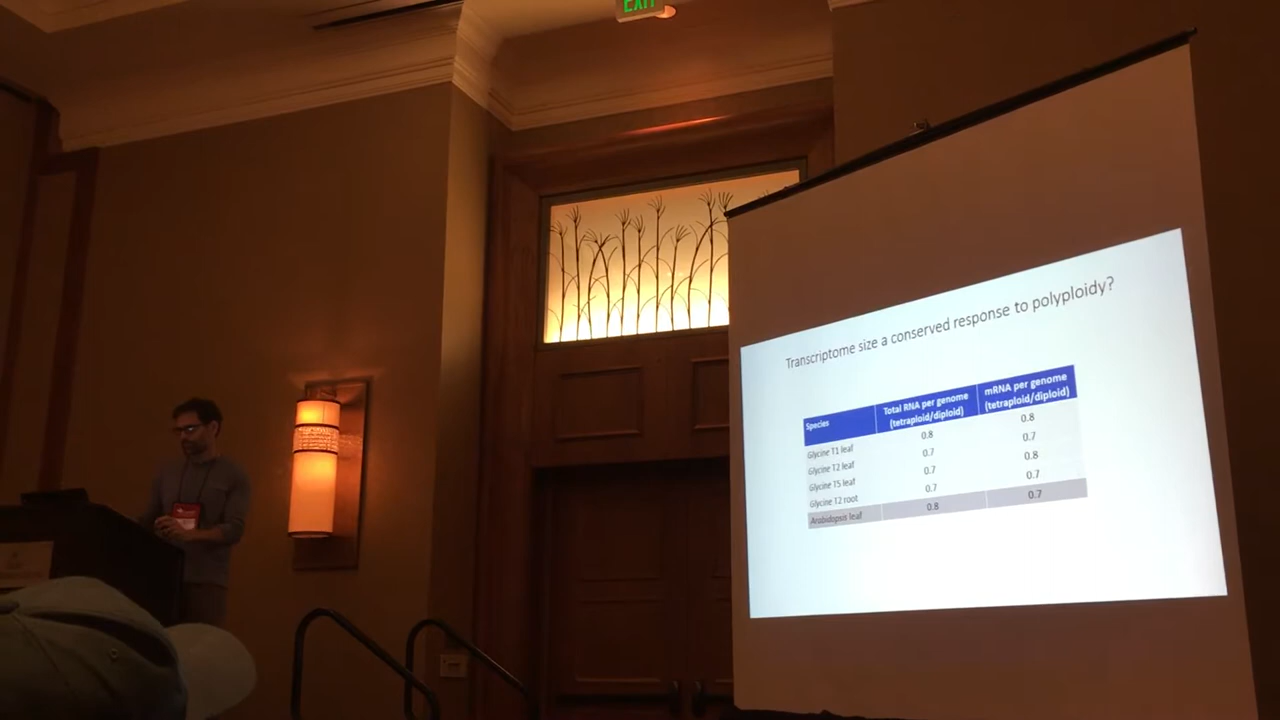 EXIT
Transcriptome size a conserved response to polyploidy?
Species Total RNA per genome (tetraploid/diploid) mRNA per genome (tetraploid/diploid)
Glycine T1 leaf 0.8 0.8
Glycine T2 leaf 0.7 0.7
Glycine T5 leaf 0.7 0.8
Glycine T2 root 0.7 0.7
Arabidopsis leaf 0.8 0.7